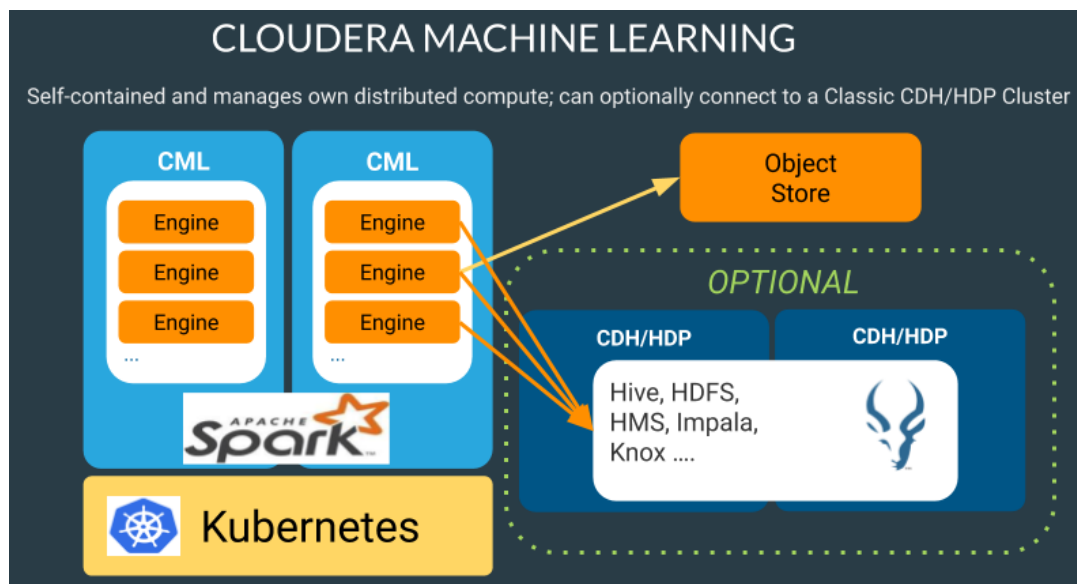 CLOUDERA MACHINE LEARNING
Self-contained and manages own distributed compute; can optionally connect to a Classic CDH/HDP Cluster
CML
Engine
Engine
Engine
...
CML
Engine
Engine
Engine
...
APACHE
Spark™
Kubernetes
Object
Store
OPTIONAL
CDH/HDP
CDH/HDP
Hive, HDFS,
HMS, Impala,
Knox ....